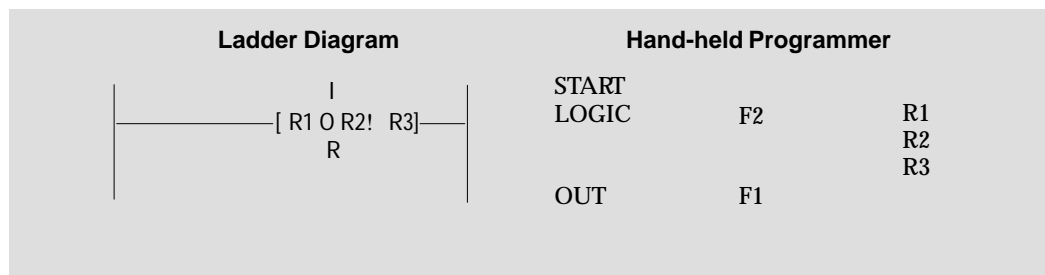 Ladder Diagram
I
[ R1 O R2! R3]
R
Hand-held Programmer
START
LOGIC F2 R1
R2
R3
OUT F1